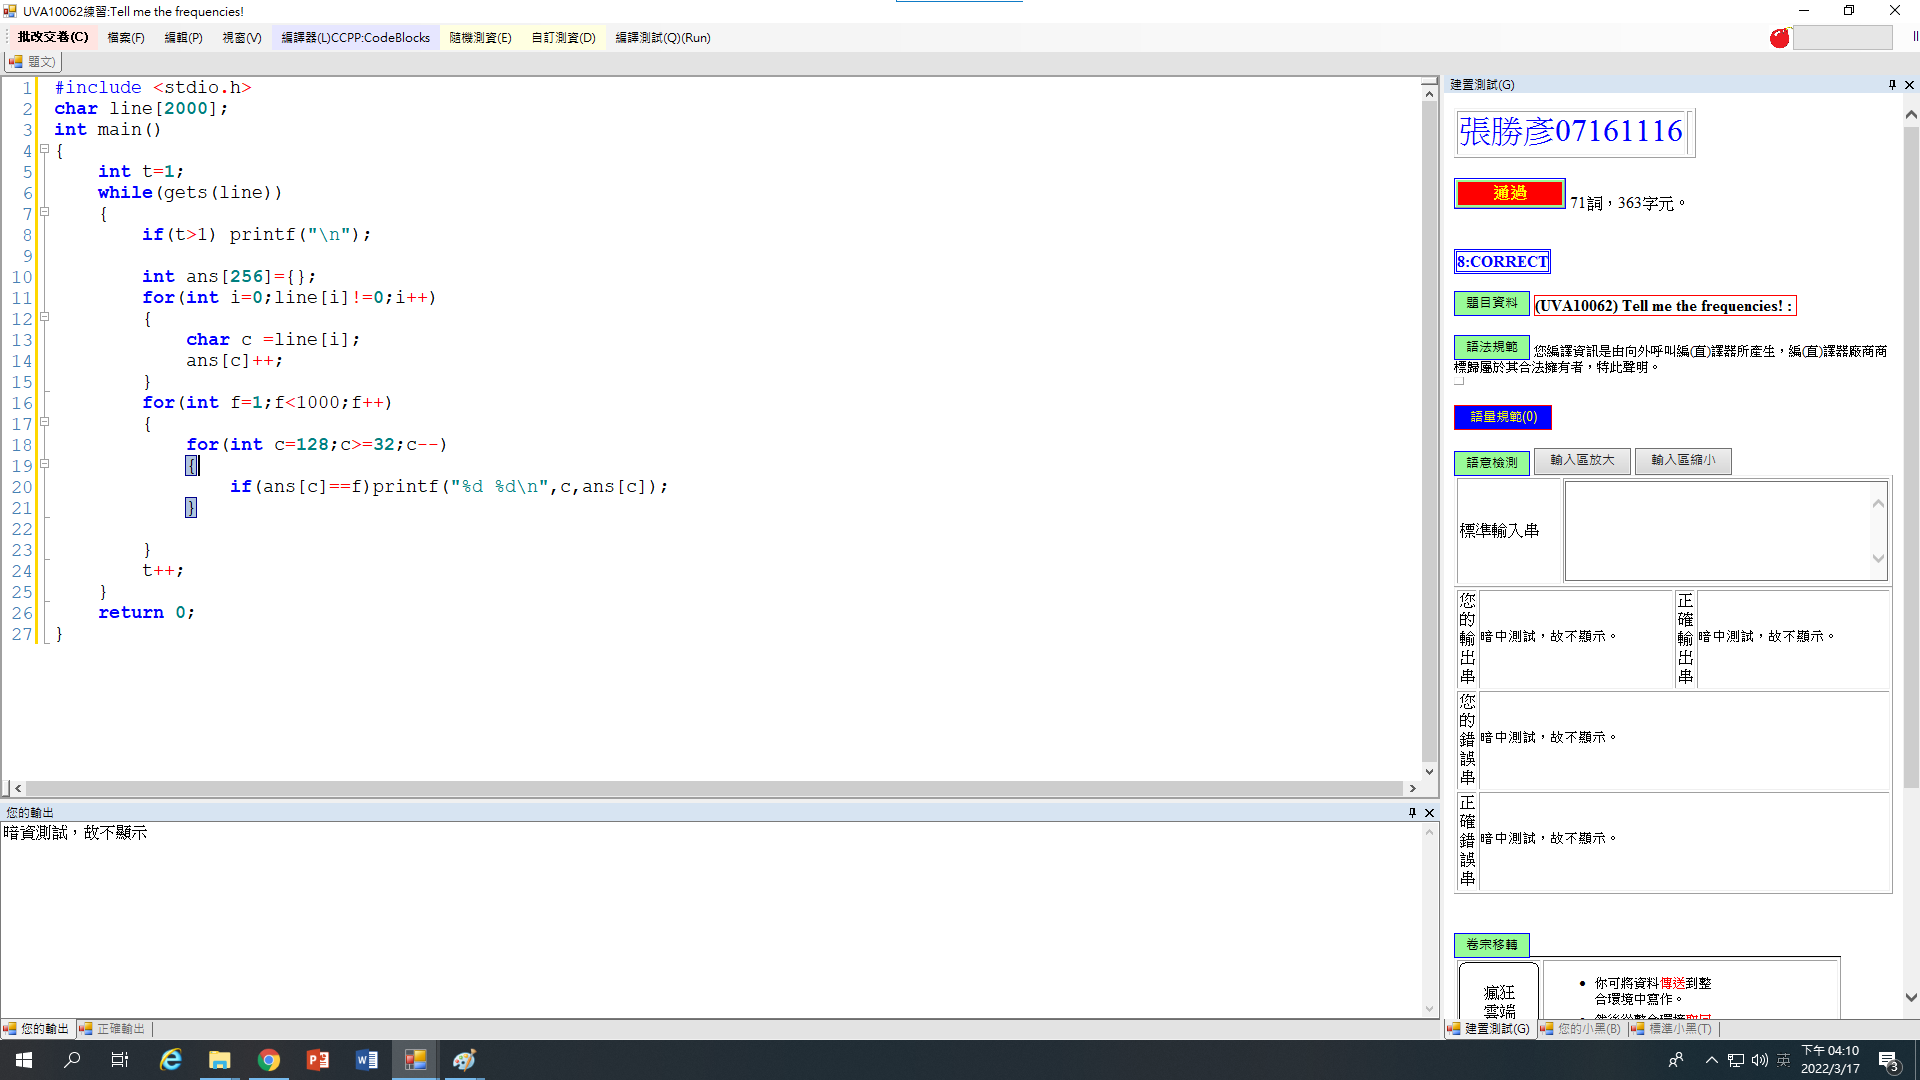 UVA10062練習:Tell me the frequencies!
批改交卷(C) 檔案(F) 編輯(P) 視窗(V) 編譯器(L)CCPP:CodeBlocks 隨機測資(E) 自訂測資(D) 編譯測試(Q)(Run)
題文)
1 #include <stdio.h>
2 char line[2000];
3 int main()
4 {
5 int t=1;
6 while(gets(line))
7 {
8 if(t>1) printf("\n");
9
10 int ans[256]={};
11 for(int i=0;line[i]!=0;i++)
12 {
13 char c =line[i];
14 ans[c]++;
15 }
16 for(int f=1;f<1000;f++)
17 {
18 for(int c=128;c>=32;c--)
19 {
20 if(ans[c]==f)printf("%d %d\n",c,ans[c]);
21 }
22
23 }
24 t++;
25 }
26 return 0;
27 }
您的輸出
暗資測試，故不顯示
您的輸出 正確輸出
建置測試(G)
張勝彥07161116
通過 71詞，363字元。
8:CORRECT
題目資料 (UVA10062) Tell me the frequencies! :
語法規範 您編譯資訊是由向外呼叫編(直)譯器所產生，編(直)譯器廠商商
標歸屬於其合法擁有者，特此聲明。
語量規範(0)
語意檢測 輸入區放大 輸入區縮小
標準輸入串
您的輸出串 暗中測試，故不顯示。 正確輸出串 暗中測試，故不顯示。
您的錯誤串 暗中測試，故不顯示。
正確錯誤串 暗中測試，故不顯示。
卷宗移轉
瘋狂
雲端
你可將資料傳送到整
合環境中寫作。
建置測試(G) 您的小黑(B) 標準小黑(T)
英
下午 04:10
2022/3/17
3